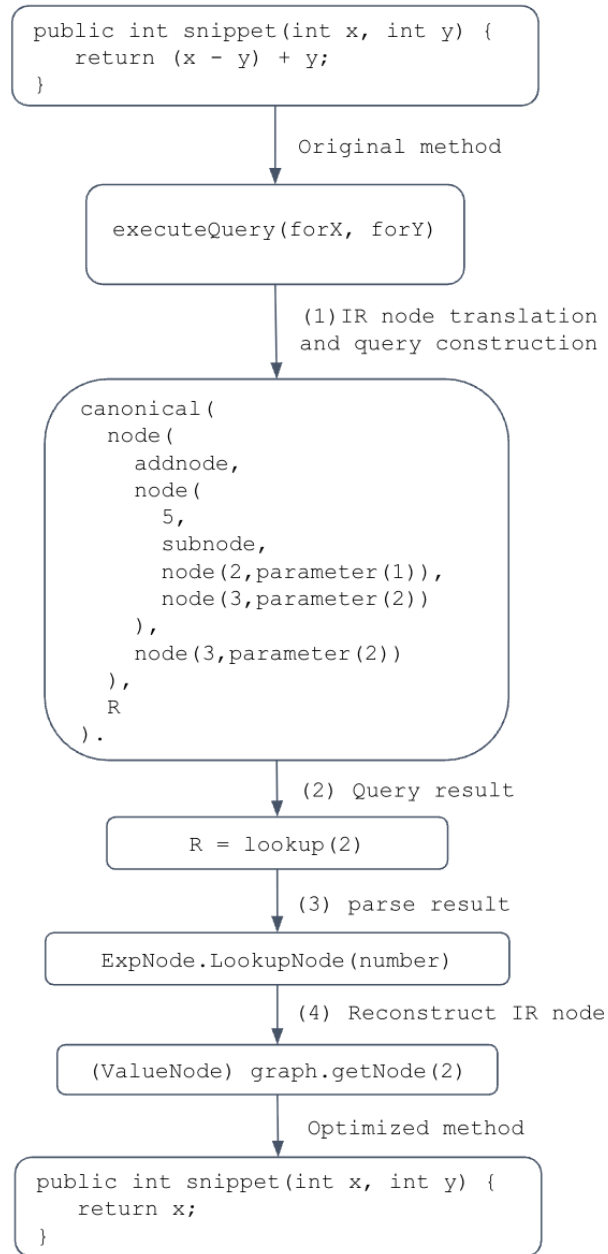 public int snippet(int x, int y) {
return (x - y) + y;
}
Original method
executeQuery(forX, forY)
(1)IR node translation
and query construction
canonical(
node(
addnode,
node(
5,
subnode,
node(2,parameter(1)),
node(3,parameter(2))
),
node(3,parameter(2))
),
R
).
(2) Query result
R = lookup(2)
(3) parse result
ExpNode.LookupNode(number)
(4) Reconstruct IR node
(ValueNode) graph.getNode(2)
Optimized method
public int snippet(int x, int y) {
return x;
}